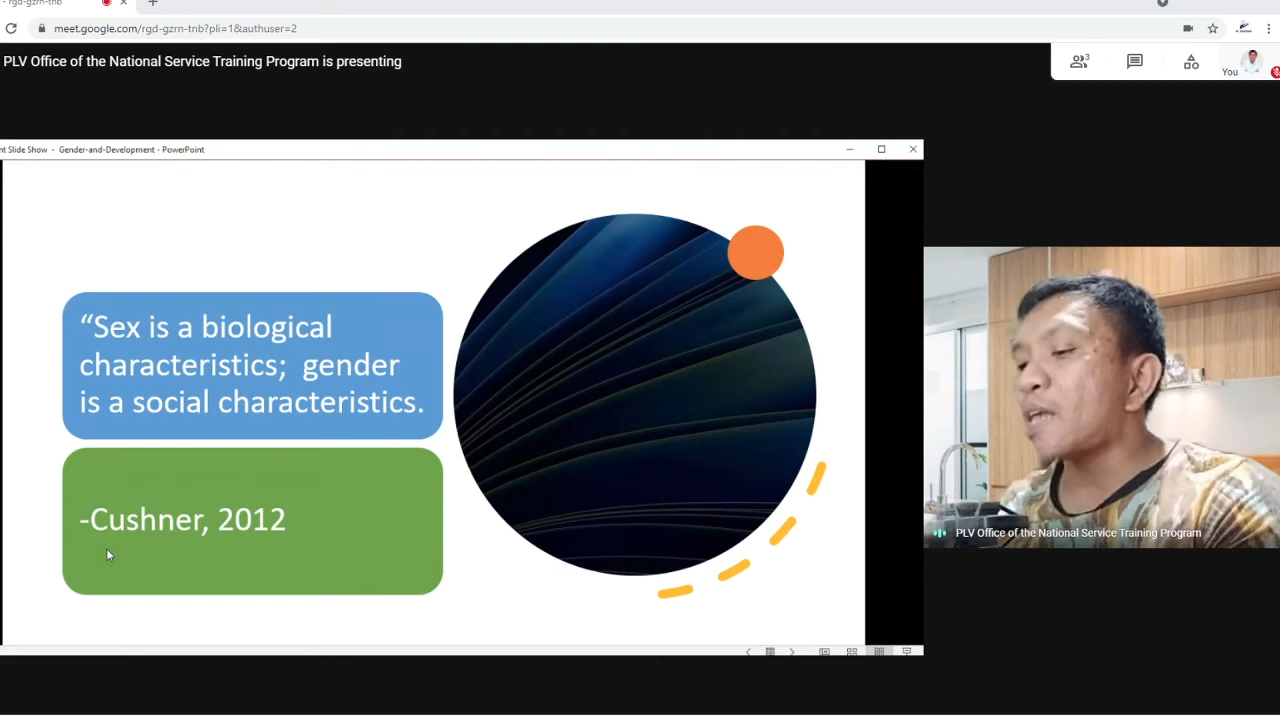 - rgd-gzrn-tnb
meet.google.com/rgd-gzrn-tnb?pli=1&authuser=2
PLV Office of the National Service Training Program is presenting
3
You
nt Slide Show - Gender-and-Development - PowerPoint
“Sex is a biological
characteristics; gender
is a social characteristics.
-Cushner, 2012
PLV Office of the National Service Training Program